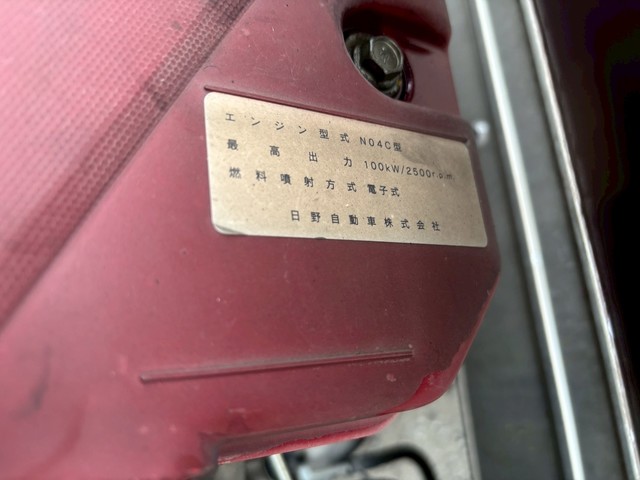 エンジン型式 N04C型
最高出力 100kW/2500r.p.m
燃料噴射方式 電子式
日野自動車株式会社